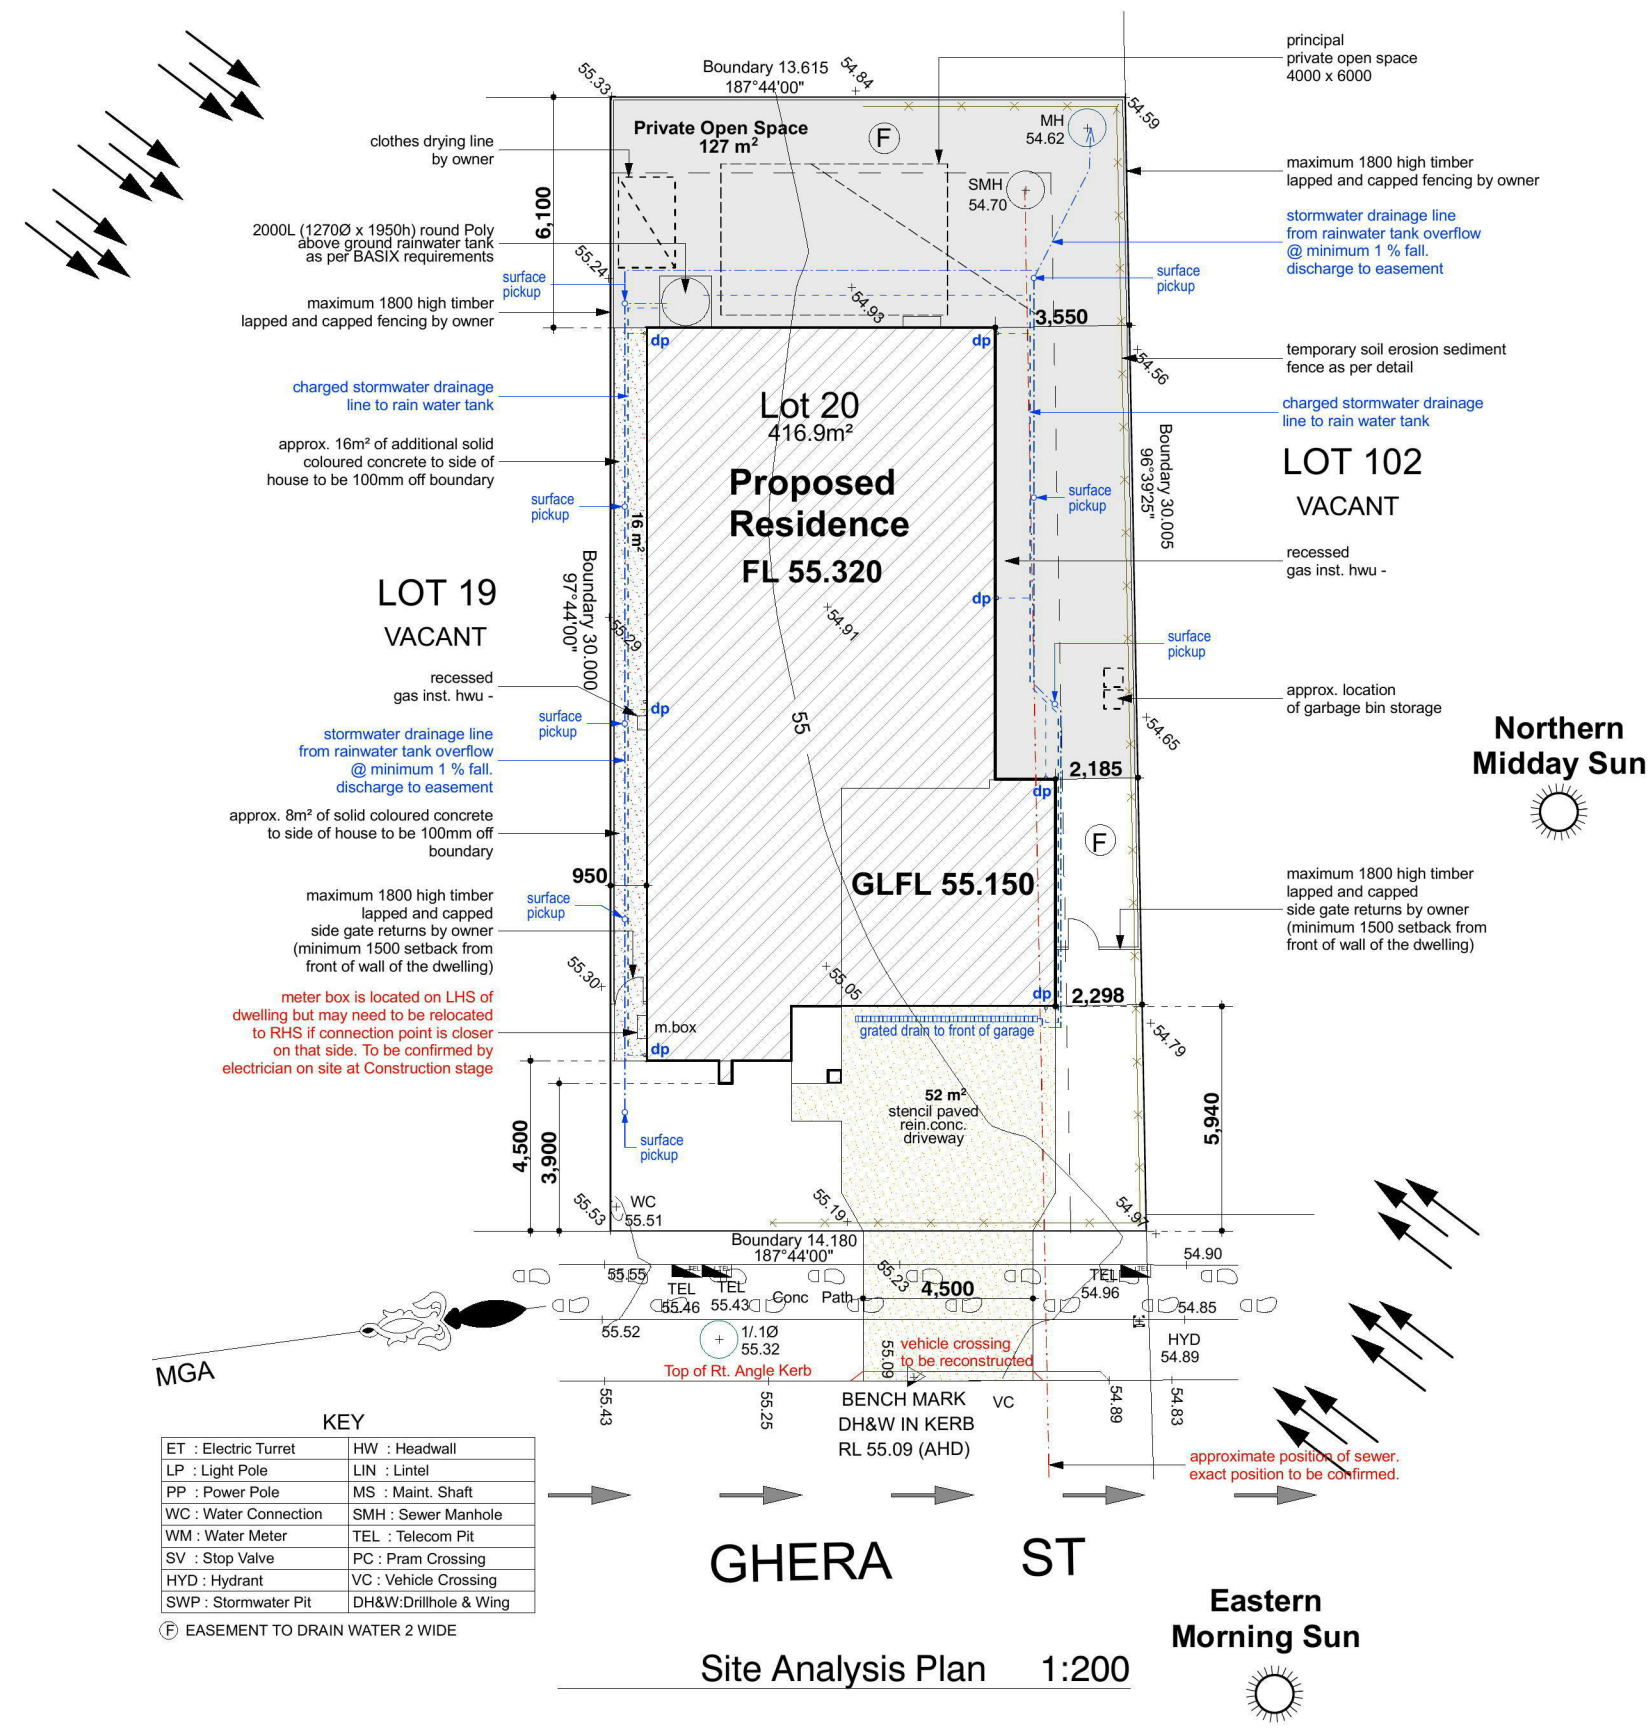 principal
private open space
4000 x 6000
Boundary 13.615
187°44'00"
55.33
54.84
54.59
Private Open Space
127 m²
F
MH
54.62
clothes drying line
by owner
maximum 1800 high timber
lapped and capped fencing by owner
SMH
54.70
6,100
2000L (1270Ø x 1950h) round Poly
above ground rainwater tank
as per BASIX requirements
stormwater drainage line
from rainwater tank overflow
@ minimum 1 % fall.
discharge to easement
55.24
surface
pickup
surface
pickup
maximum 1800 high timber
lapped and capped fencing by owner
54.93
3,550
dp
dp
temporary soil erosion sediment
fence as per detail
54.56
charged stormwater drainage
line to rain water tank
Lot 20
416.9m²
charged stormwater drainage
line to rain water tank
approx. 16m² of additional solid
coloured concrete to side of
house to be 100mm off boundary
Boundary 30.005
96°39'25"
LOT 102
VACANT
Proposed
Residence
FL 55.320
surface
pickup
surface
pickup
16 m²
recessed
gas inst. hwu -
LOT 19
VACANT
Boundary 30.000
97°44'00"
55.29
dp
54.91
surface
pickup
recessed
gas inst. hwu -
approx. location
of garbage bin storage
dp
55
surface
pickup
54.65
Northern
Midday Sun
stormwater drainage line
from rainwater tank overflow
@ minimum 1 % fall.
discharge to easement
2,185
dp
approx. 8m² of solid coloured concrete
to side of house to be 100mm off
boundary
F
950
GLFL 55.150
maximum 1800 high timber
lapped and capped
side gate returns by owner
(minimum 1500 setback from
front of wall of the dwelling)
surface
pickup
maximum 1800 high timber
lapped and capped
side gate returns by owner
(minimum 1500 setback from
front of wall of the dwelling)
55.30
55.05
dp
2,298
meter box is located on LHS of
dwelling but may need to be relocated
to RHS if connection point is closer
on that side. To be confirmed by
electrician on site at Construction stage
m.box
dp
grated drain to front of garage
54.79
52 m²
stencil paved
rein.conc.
driveway
4,500
3,900
5,940
surface
pickup
55.53
WC
55.51
55.19
54.97
Boundary 14.180
187°44'00"
54.90
55.55
TEL
TEL
TEL
55.46
TEL
55.43
Conc Path
55.23
4,500
TEL
TEL
54.96
54.85
55.52
1/.1Ø
55.32
HYD
54.89
Top of Rt. Angle Kerb
55.09
vehicle crossing
to be reconstructed
MGA
55.43
55.25
BENCH MARK
DH&W IN KERB
RL 55.09 (AHD)
VC
54.89
54.83
approximate position of sewer.
exact position to be confirmed.
KEY
ET : Electric Turret
HW : Headwall
LP : Light Pole
LIN : Lintel
PP : Power Pole
MS : Maint. Shaft
WC : Water Connection
SMH : Sewer Manhole
WM : Water Meter
TEL : Telecom Pit
SV : Stop Valve
PC : Pram Crossing
HYD : Hydrant
VC : Vehicle Crossing
SWP : Stormwater Pit
DH&W:Drillhole & Wing
F EASEMENT TO DRAIN WATER 2 WIDE
GHERA ST
Eastern
Morning Sun
Site Analysis Plan 1:200